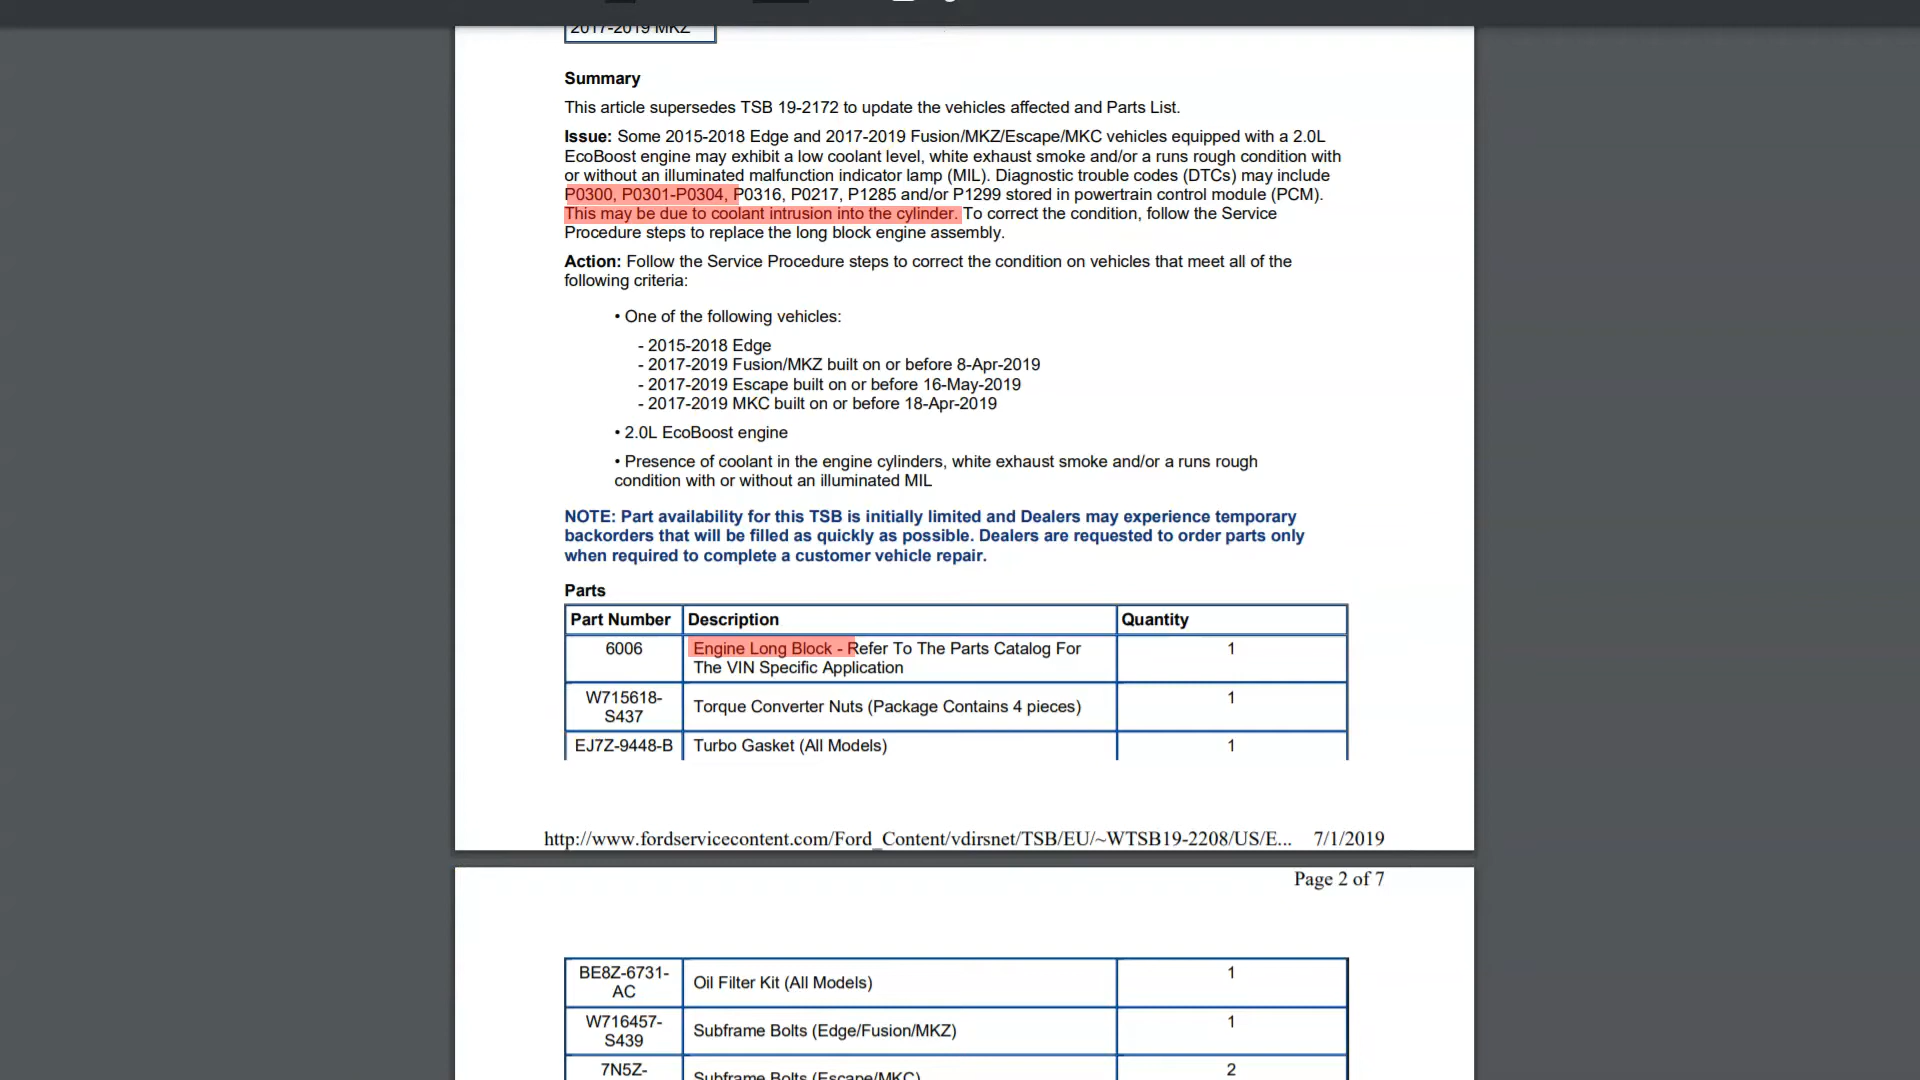 2017-2019 MKZ
Summary
This article supersedes TSB 19-2172 to update the vehicles affected and Parts List.
Issue: Some 2015-2018 Edge and 2017-2019 Fusion/MKZ/Escape/MKC vehicles equipped with a 2.0L
EcoBoost engine may exhibit a low coolant level, white exhaust smoke and/or a runs rough condition with
or without an illuminated malfunction indicator lamp (MIL). Diagnostic trouble codes (DTCs) may include
P0300, P0301-P0304, P0316, P0217, P1285 and/or P1299 stored in powertrain control module (PCM).
This may be due to coolant intrusion into the cylinder. To correct the condition, follow the Service
Procedure steps to replace the long block engine assembly.
Action: Follow the Service Procedure steps to correct the condition on vehicles that meet all of the
following criteria:
• One of the following vehicles:
- 2015-2018 Edge
- 2017-2019 Fusion/MKZ built on or before 8-Apr-2019
- 2017-2019 Escape built on or before 16-May-2019
- 2017-2019 MKC built on or before 18-Apr-2019
• 2.0L EcoBoost engine
• Presence of coolant in the engine cylinders, white exhaust smoke and/or a runs rough
condition with or without an illuminated MIL
NOTE: Part availability for this TSB is initially limited and Dealers may experience temporary
backorders that will be filled as quickly as possible. Dealers are requested to order parts only
when required to complete a customer vehicle repair.
Parts
Part Number Description Quantity
6006 Engine Long Block - Refer To The Parts Catalog For 1
The VIN Specific Application
W715618-
S437 Torque Converter Nuts (Package Contains 4 pieces) 1
EJ7Z-9448-B Turbo Gasket (All Models) 1
http://www.fordservicecontent.com/Ford_Content/vdirsnet/TSB/EU/~WTSB19-2208/US/E... 7/1/2019
Page 2 of 7
BE8Z-6731-
AC Oil Filter Kit (All Models) 1
W716457-
S439 Subframe Bolts (Edge/Fusion/MKZ) 1
7N5Z- Subframe Bolts (Escape/MKC) 2